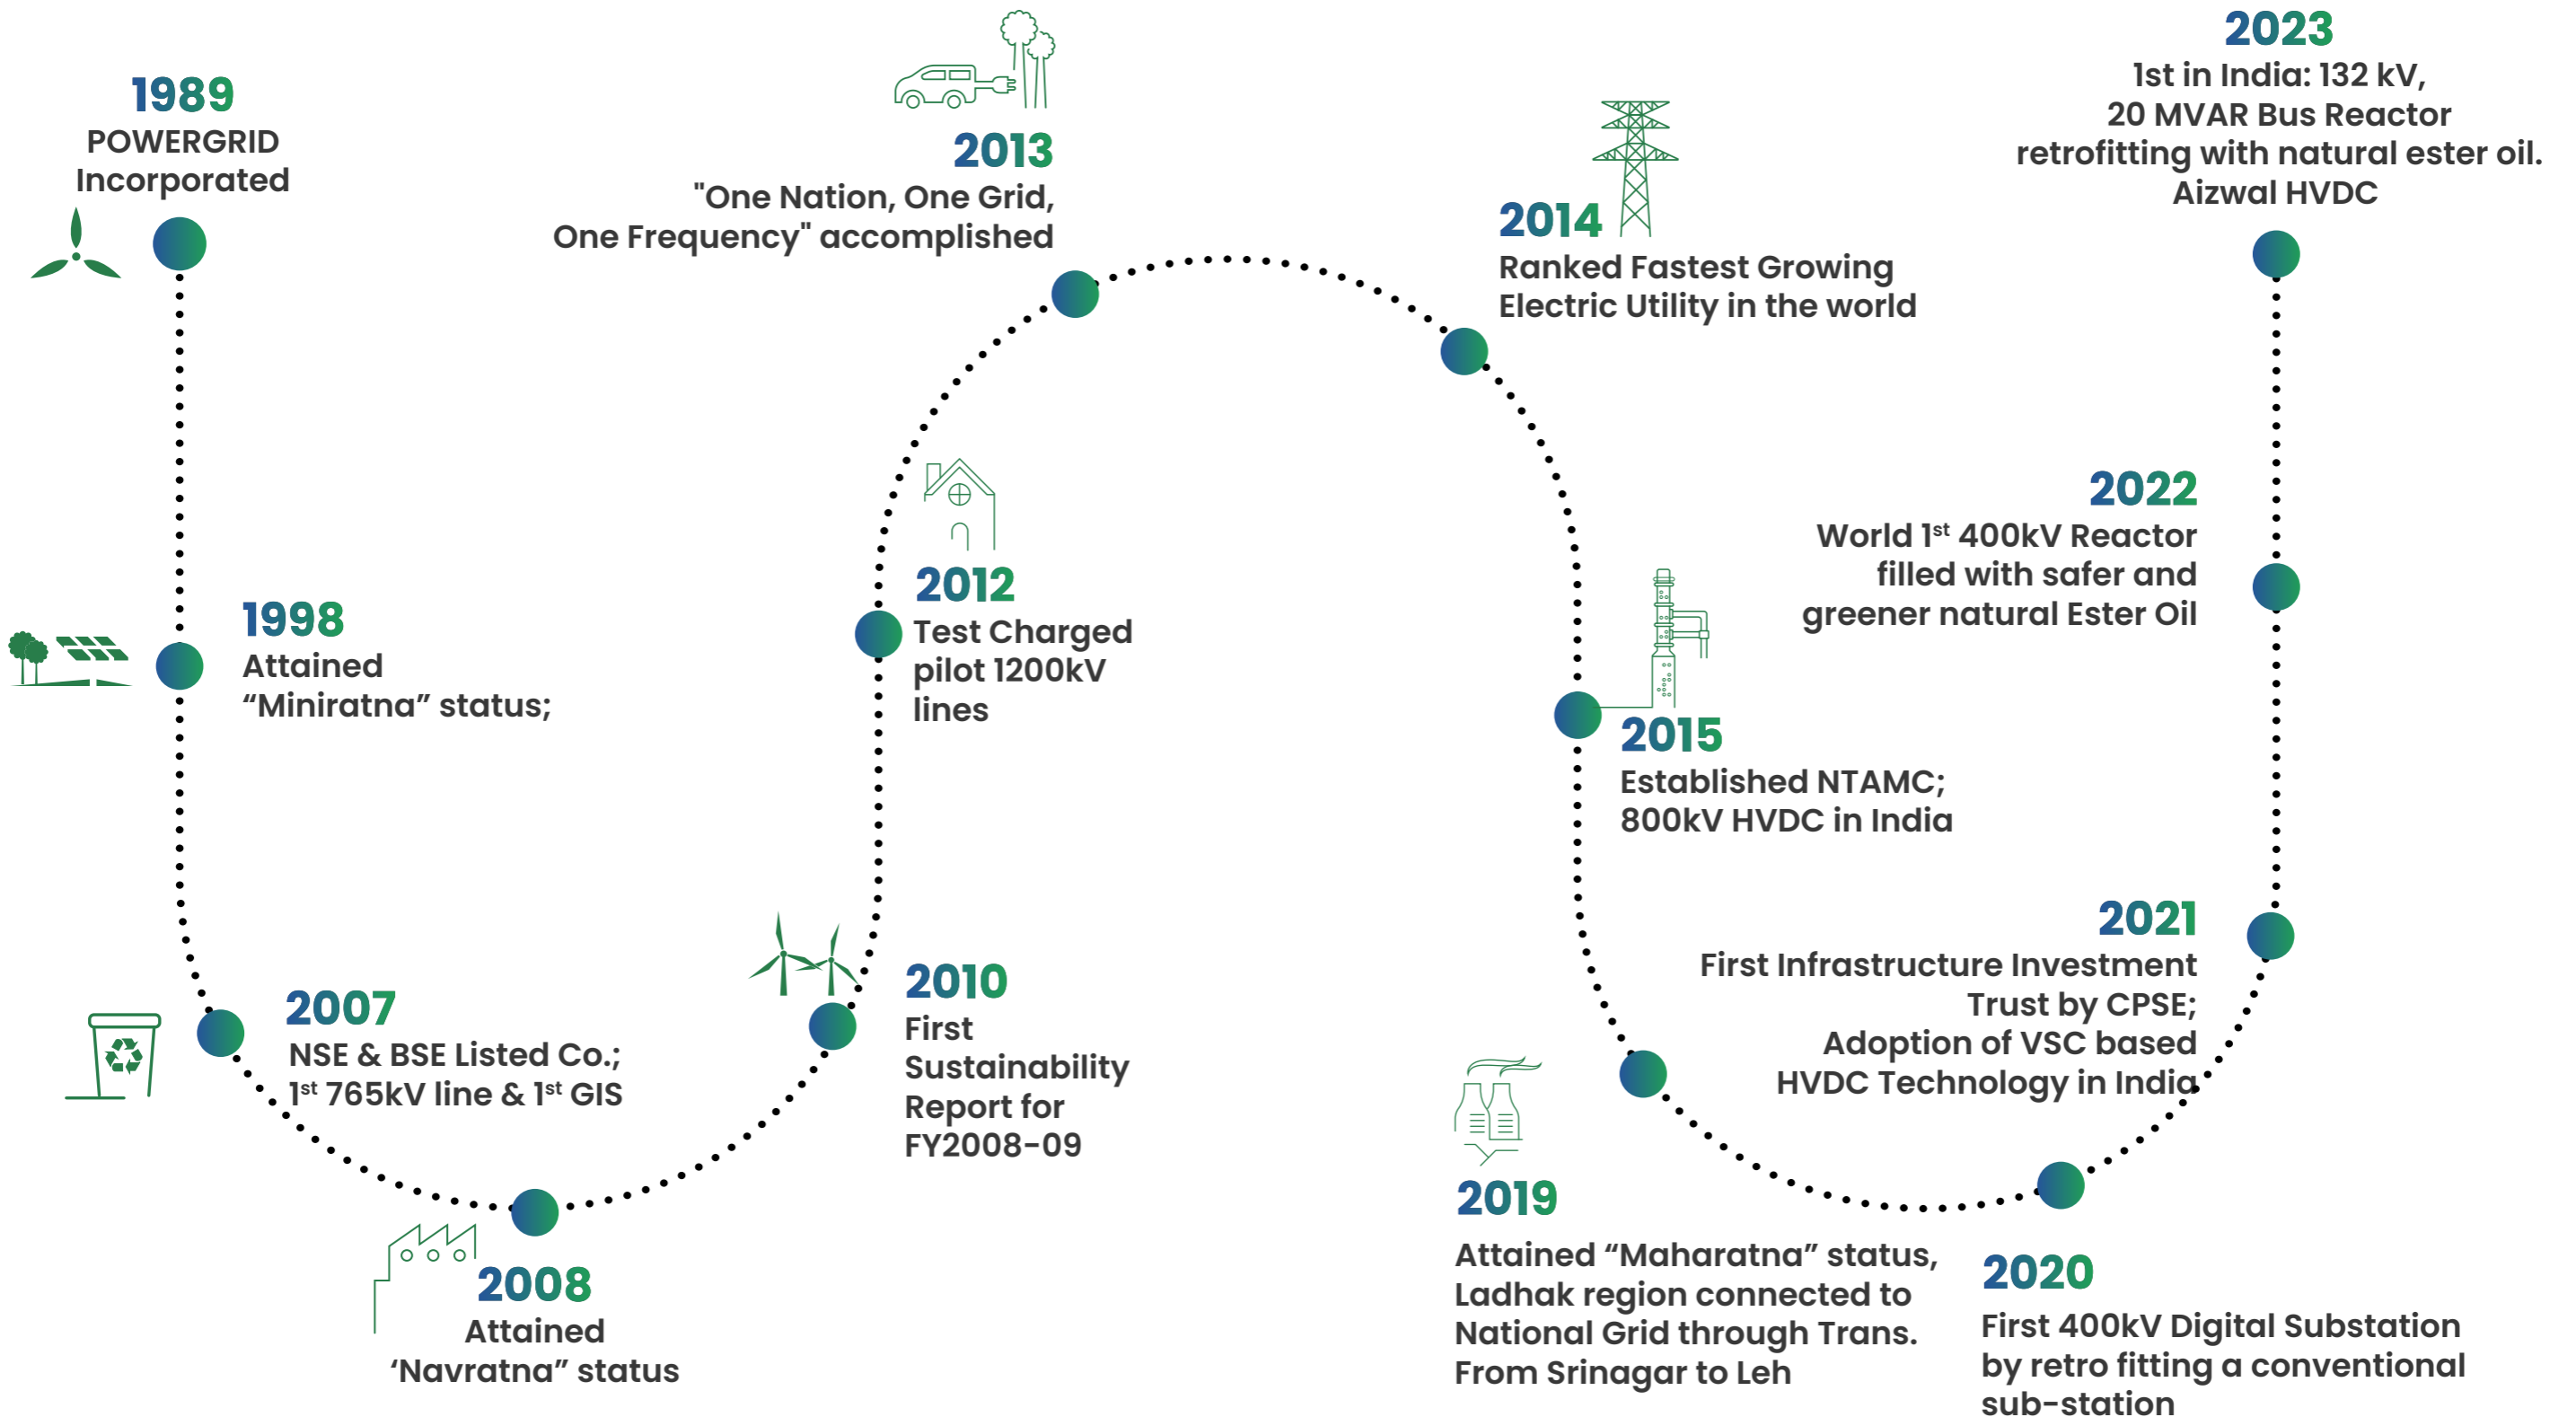 1989
POWERGRID
Incorporated
1998
Attained
“Miniratna” status;
2007
NSE & BSE Listed Co.;
1st 765kV line & 1st GIS
2008
Attained
‘Navratna” status
2010
First
Sustainability
Report for
FY2008-09
2012
Test Charged
pilot 1200kV
lines
2013
"One Nation, One Grid,
One Frequency" accomplished
2014
Ranked Fastest Growing
Electric Utility in the world
2015
Established NTAMC;
800kV HVDC in India
2019
Attained “Maharatna” status,
Ladhak region connected to
National Grid through Trans.
From Srinagar to Leh
2020
First 400kV Digital Substation
by retro fitting a conventional
sub-station
2021
First Infrastructure Investment
Trust by CPSE;
Adoption of VSC based
HVDC Technology in India
2022
World 1st 400kV Reactor
filled with safer and
greener natural Ester Oil
2023
1st in India: 132 kV,
20 MVAR Bus Reactor
retrofitting with natural ester oil.
Aizwal HVDC